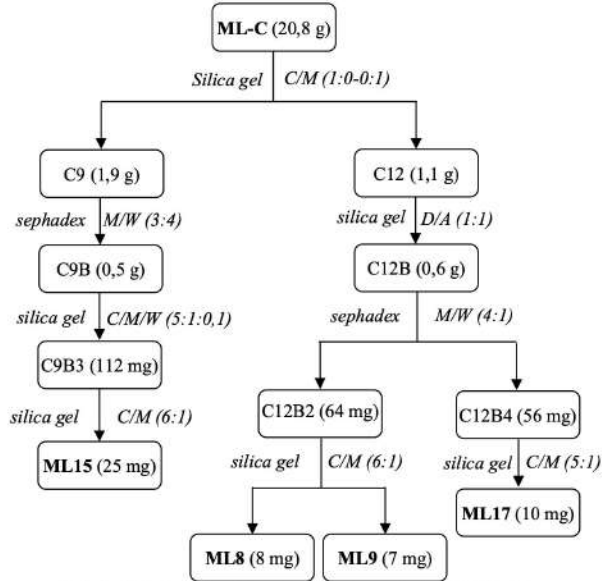 ML-C (20,8 g)
Silica gel C/M (1:0-0:1)
C9 (1,9 g) C12 (1,1 g)
sephadex M/W (3:4) silica gel D/A (1:1)
C9B (0,5 g) C12B (0,6 g)
silica gel C/M/W (5:1:0,1) sephadex M/W (4:1)
C9B3 (112 mg)
C12B2 (64 mg) C12B4 (56 mg)
silica gel C/M (6:1)
ML15 (25 mg) silica gel C/M (6:1) silica gel C/M (5:1)
ML17 (10 mg)
ML8 (8 mg) ML9 (7 mg)